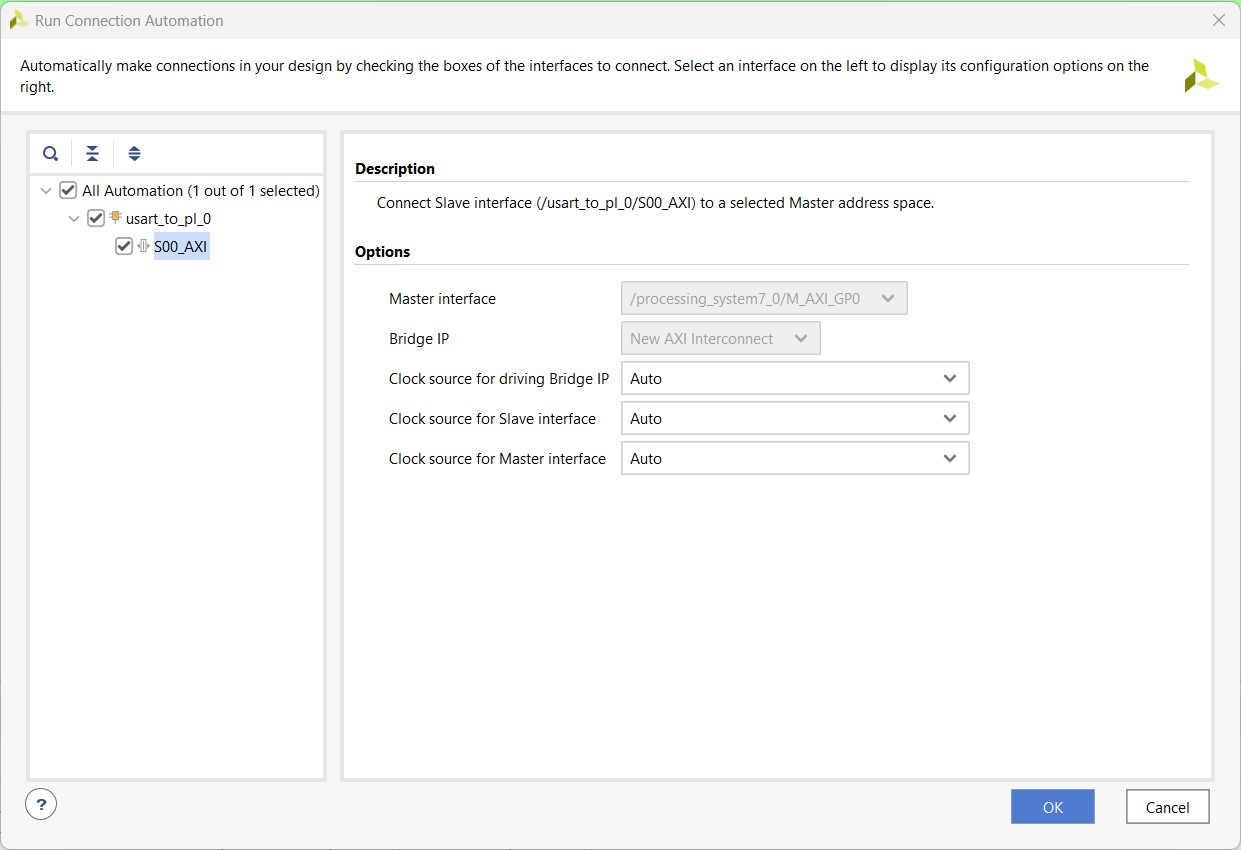 Run Connection Automation
Automatically make connections in your design by checking the boxes of the interfaces to connect. Select an interface on the left to display its configuration options on the
right.
All Automation (1 out of 1 selected)
usart_to_pl_0
S00_AXI
Description
Connect Slave interface (/usart_to_pl_0/S00_AXI) to a selected Master address space.
Options
Master interface /processing_system7_0/M_AXI_GP0
Bridge IP New AXI Interconnect
Clock source for driving Bridge IP Auto
Clock source for Slave interface Auto
Clock source for Master interface Auto
? OK Cancel